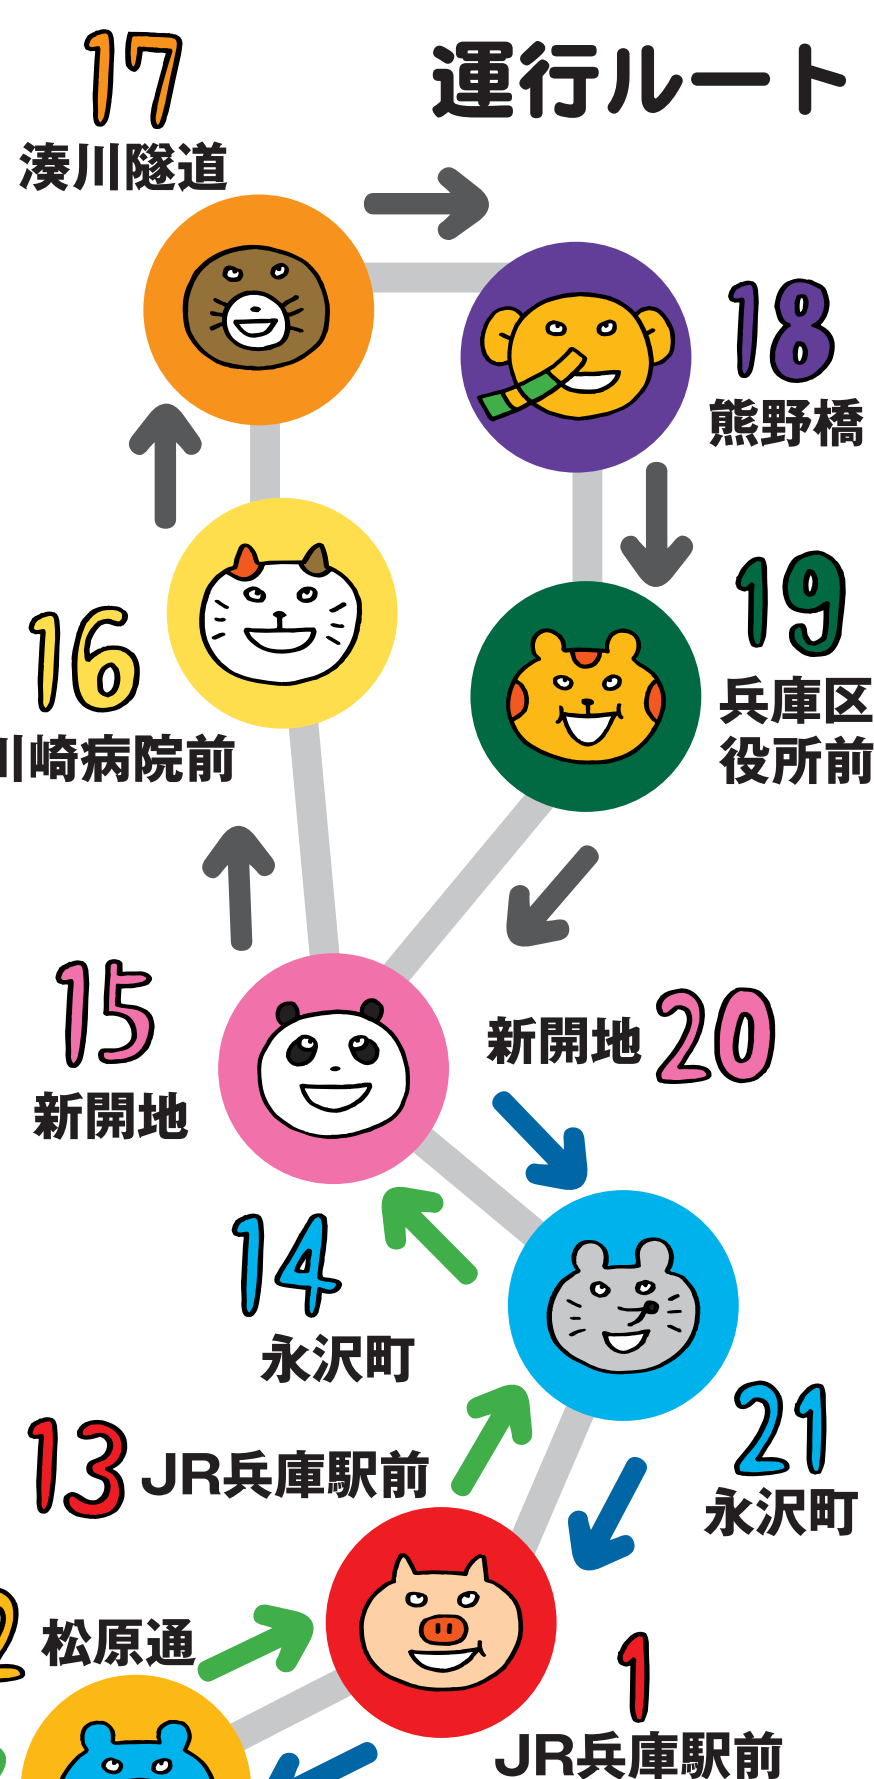 運行ルート
17
湊川隧道
18
熊野橋
16
川崎病院前
19
兵庫区
役所前
15
新開地
新開地 20
14
永沢町
13 JR兵庫駅前
21
永沢町
2 松原通
1
JR兵庫駅前